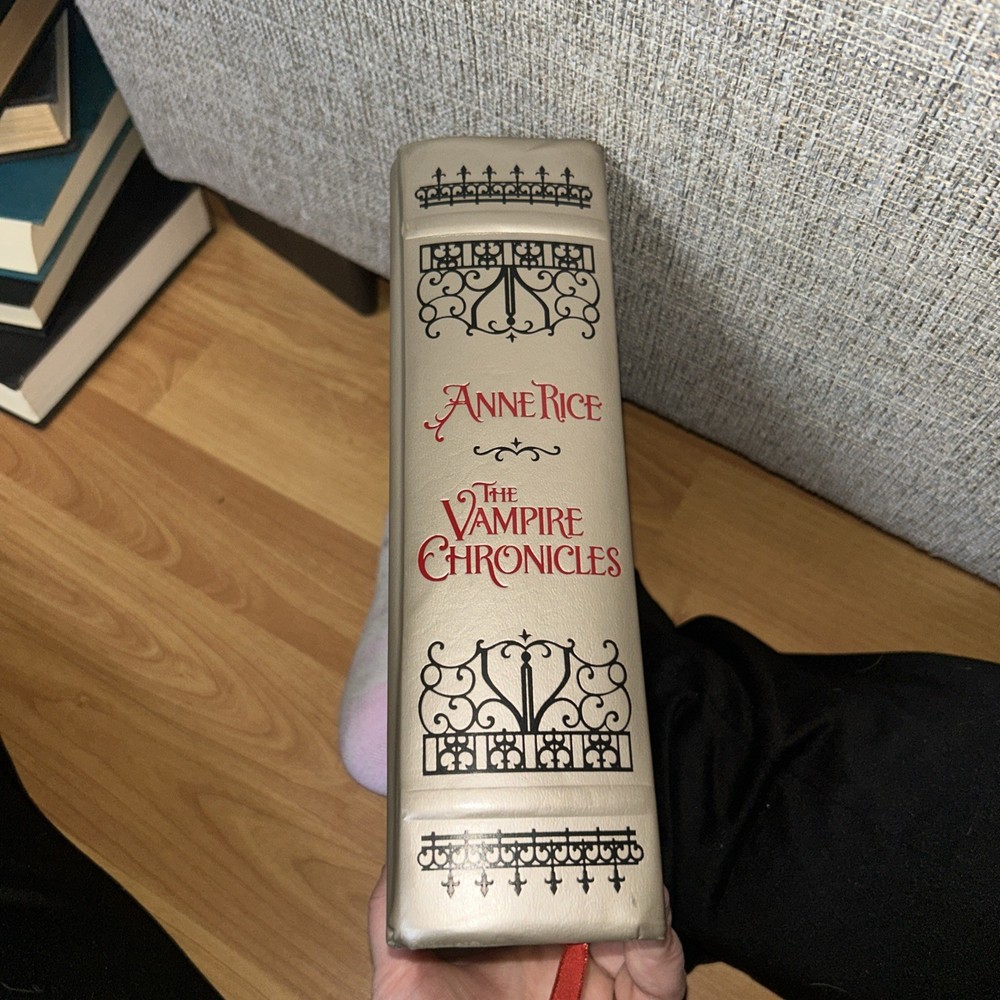 ANNE RICE
THE
VAMPIRE
CHRONICLES